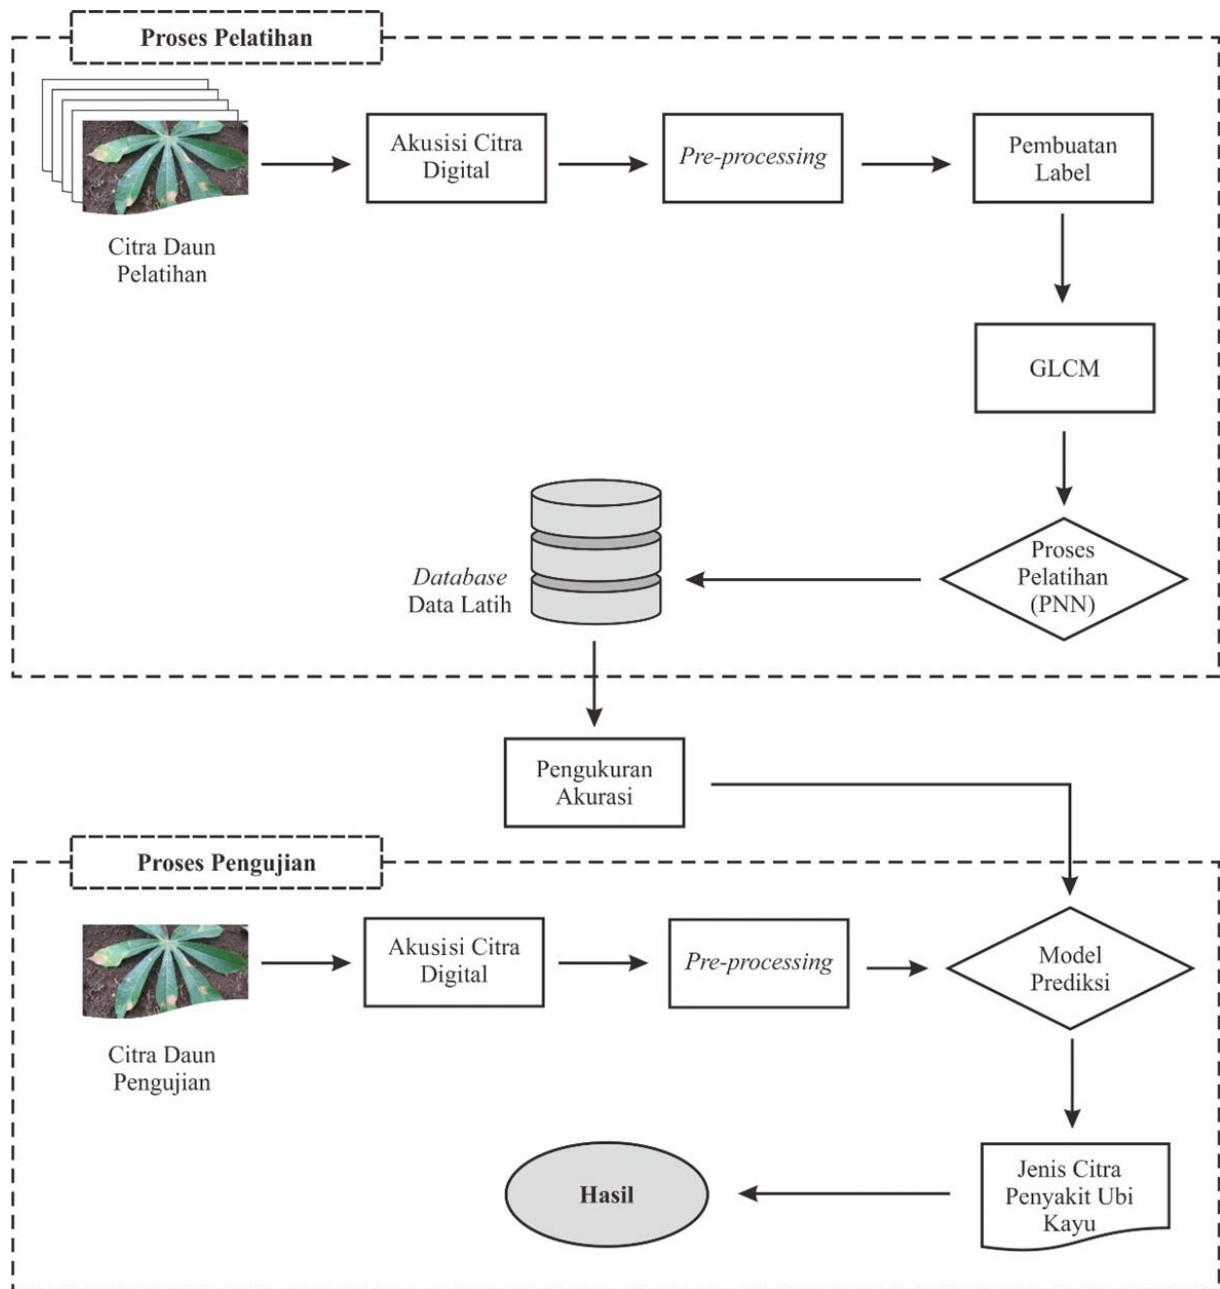 Proses Pelatihan
Akusisi Citra
Digital
Pre-processing
Pembuatan
Label
Citra Daun
Pelatihan
GLCM
Proses
Pelatihan
(PNN)
Database
Data Latih
Pengukuran
Akurasi
Proses Pengujian
Akusisi Citra
Digital
Pre-processing
Model
Prediksi
Citra Daun
Pengujian
Jenis Citra
Penyakit Ubi
Kayu
Hasil